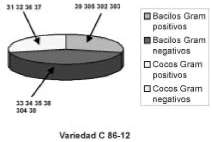 31 32 36 37
39 305 302 303
33 34 35 38
304 30
Bacilos Gram
positivos
Bacilos Gram
negativos
Cocos Gram
positivos
Cocos Gram
negativos
Variedad C 86-12